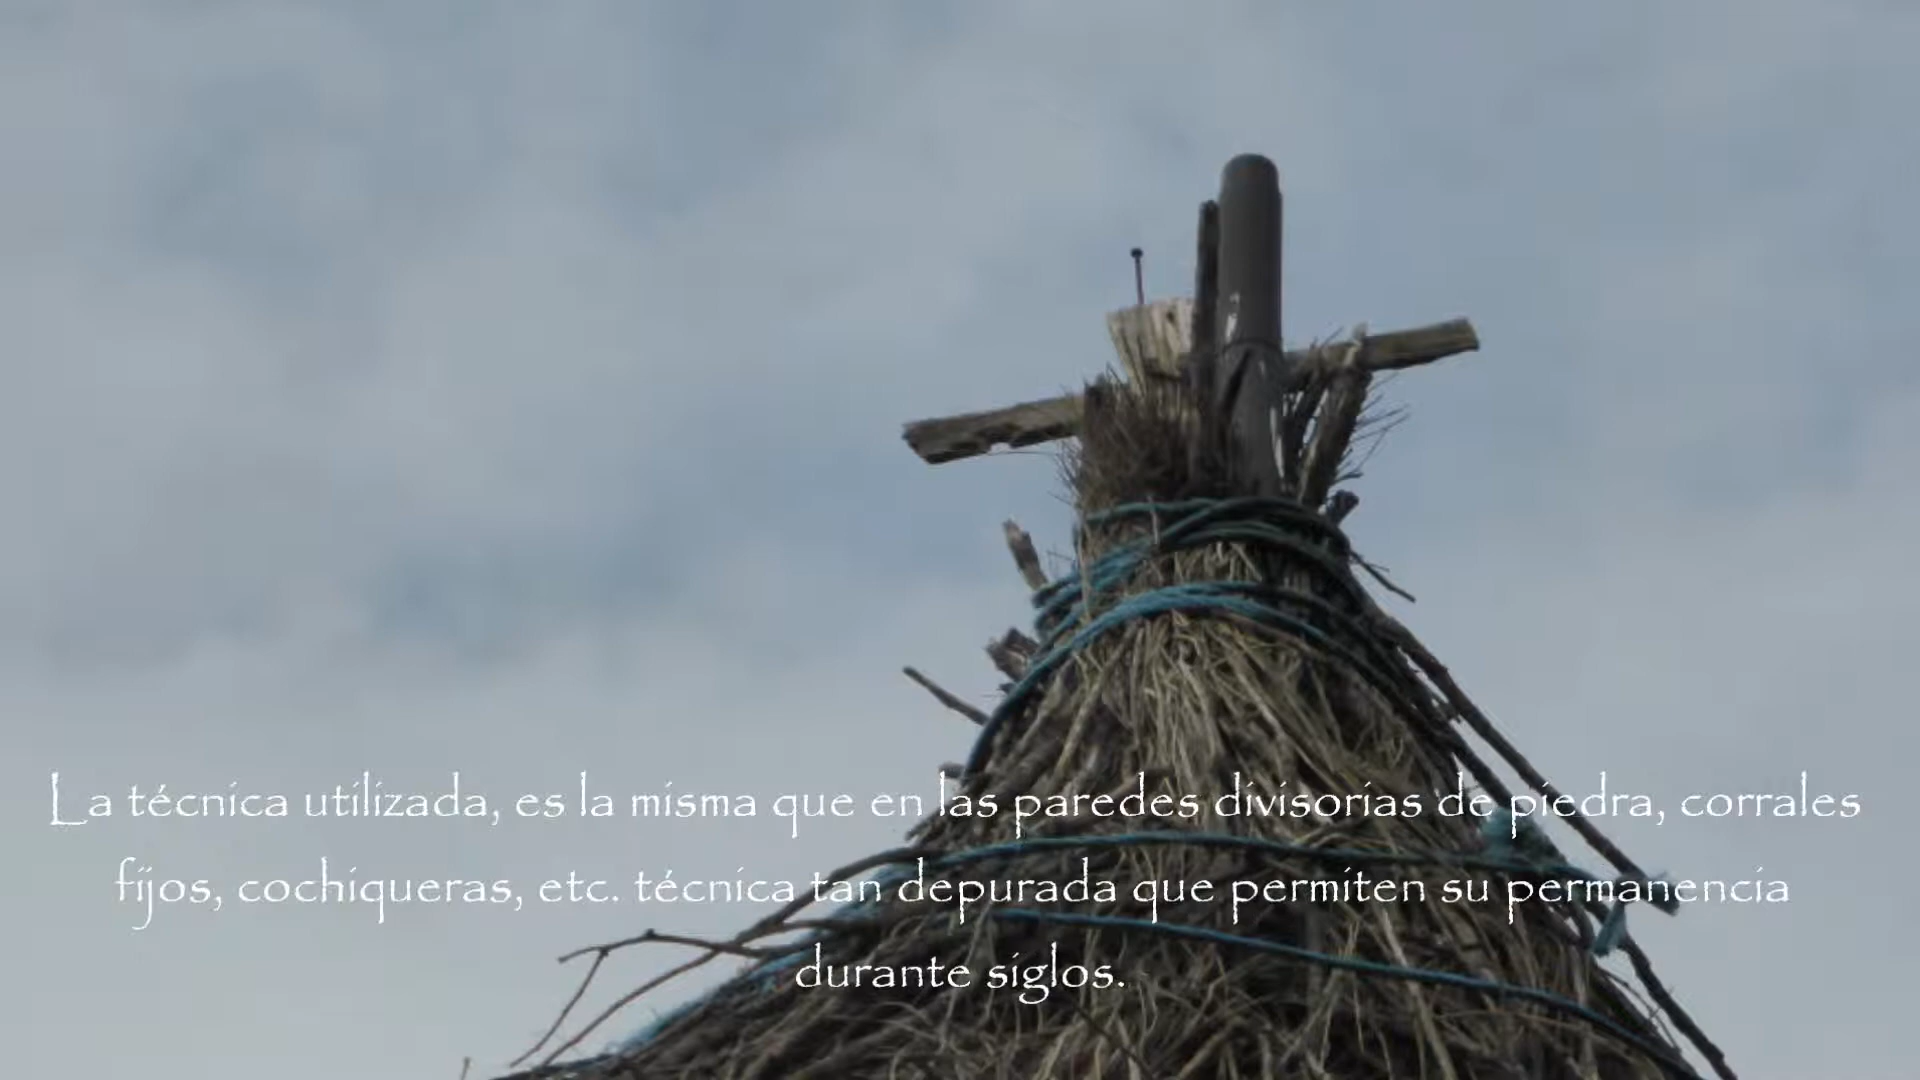 La técnica utilizada, es la misma que en las paredes divisorias de piedra, corrales
fijos, cochiqueras, etc. técnica tan depurada que permiten su permanencia
durante siglos.